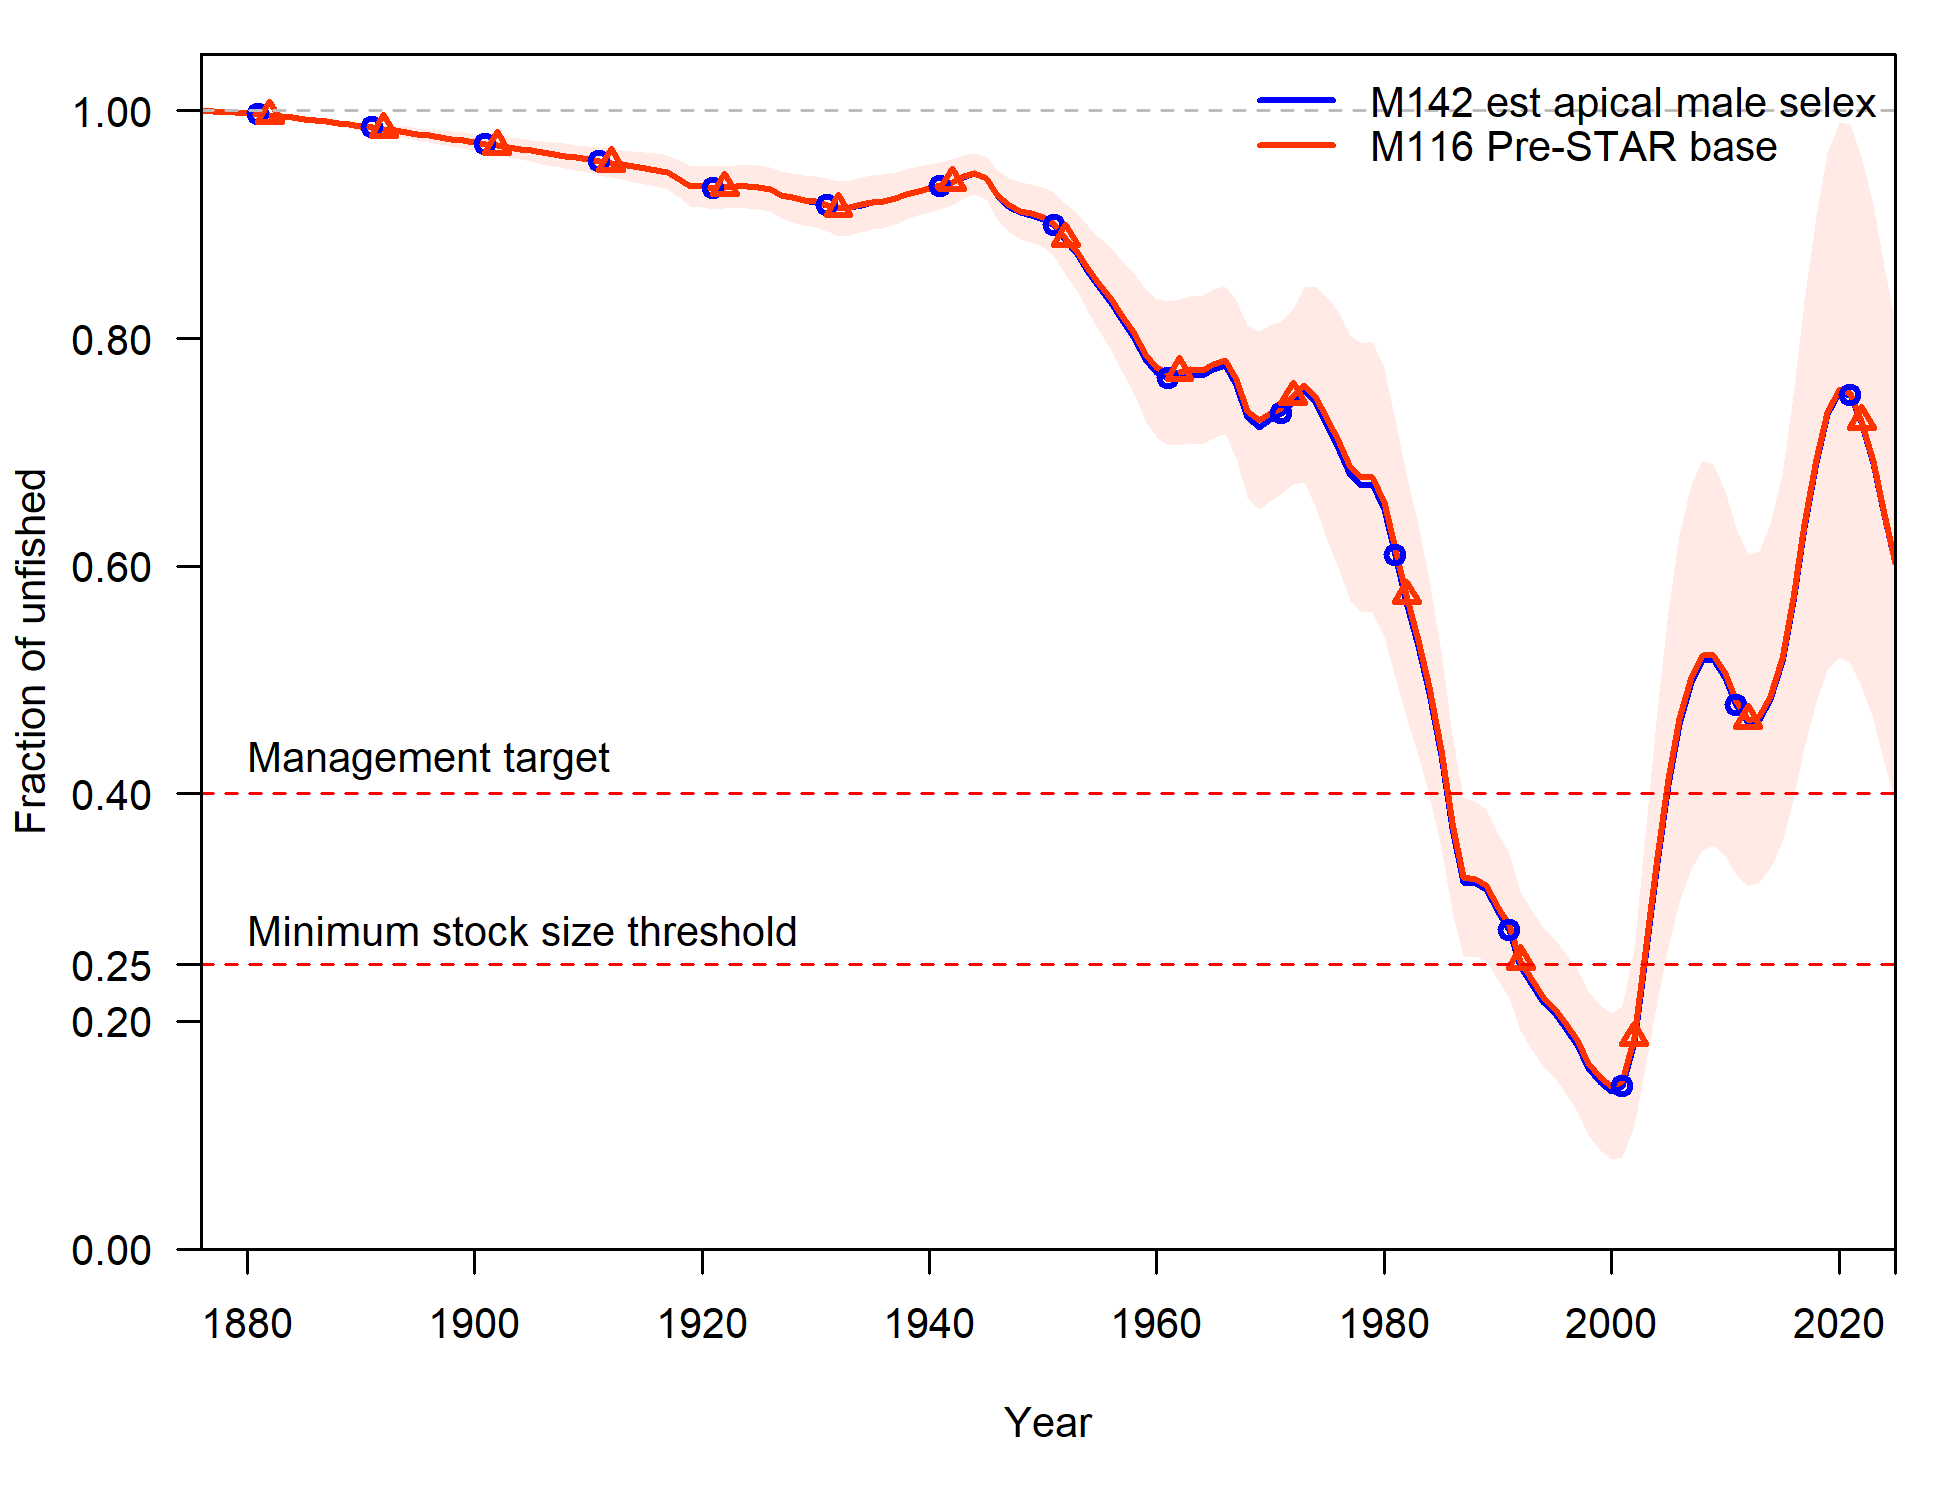 M142 est apical male selex
M116 Pre-STAR base
1.00
0.80
0.60
0.40
0.25
0.20
0.00
Fraction of unfished
Management target
Minimum stock size threshold
1880 1900 1920 1940 1960 1980 2000 2020
Year